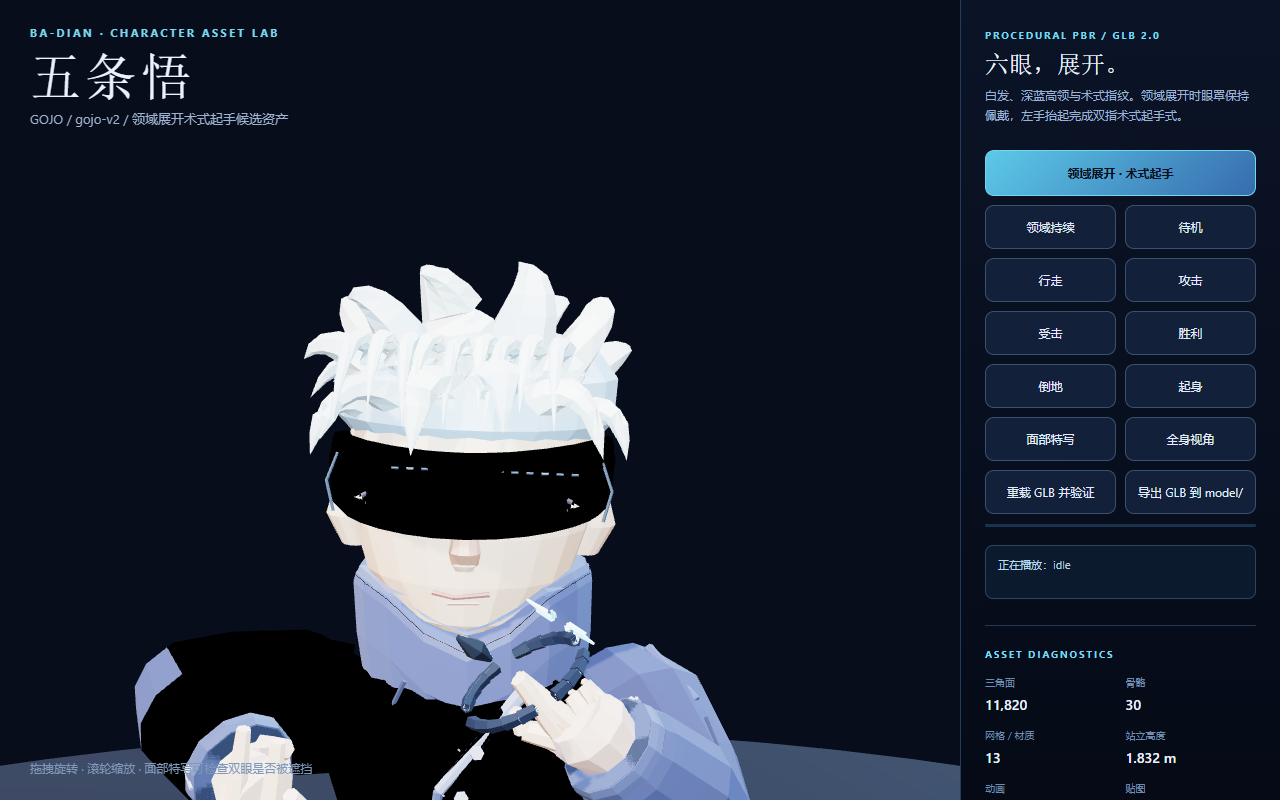 BA-DIAN · CHARACTER ASSET LAB
五条悟
GOJO / gojo-v2 / 领域展开术式起手候选资产
拖拽旋转 · 滚轮缩放 · 面部特写可检查双眼是否被遮挡
PROCEDURAL PBR / GLB 2.0
六眼，展开。
白发、深蓝高领与术式指纹。领域展开时眼罩保持
佩戴，左手抬起完成双指术式起手式。
领域展开 · 术式起手
领域持续
待机
行走
攻击
受击
胜利
倒地
起身
面部特写
全身视角
重载 GLB 并验证
导出 GLB 到 model/
正在播放：idle
ASSET DIAGNOSTICS
三角面
骨骼
11,820
30
网格 / 材质
站立高度
13
1.832 m
动画
贴图